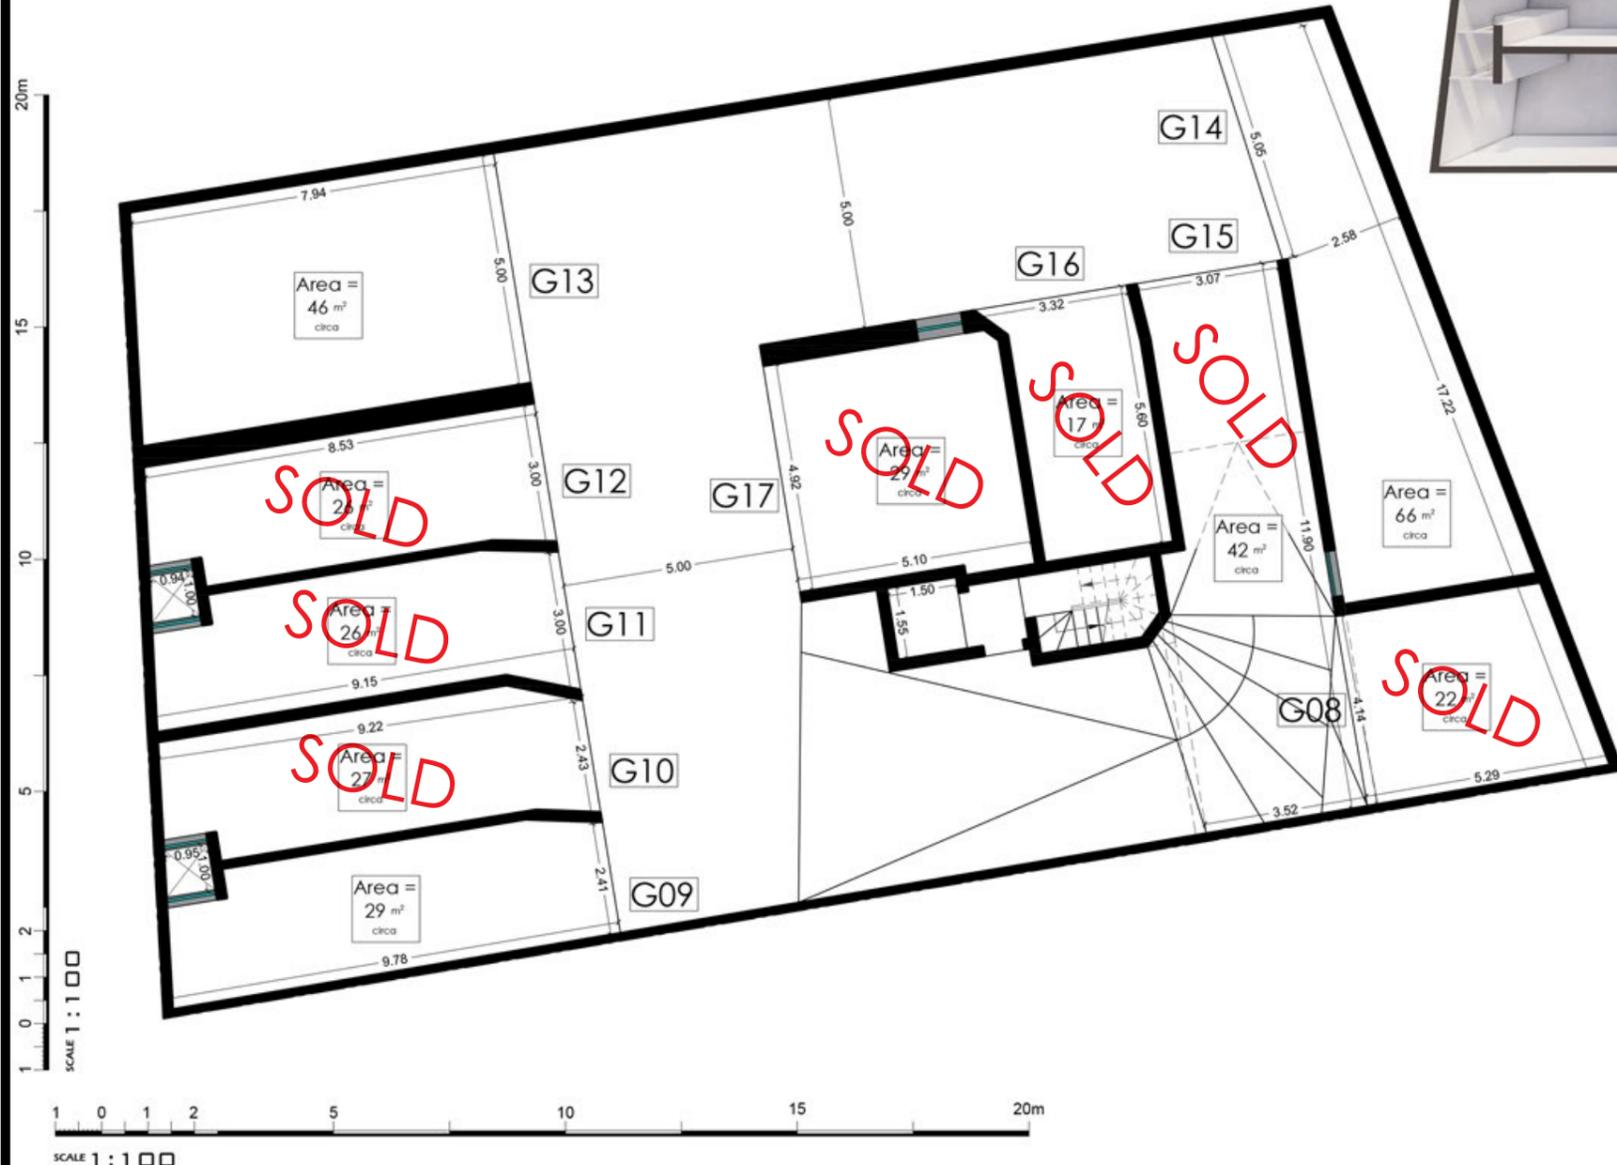 20m
15
10
5
2
1
0
1
SCALE 1:100
7.94
5.00
G13
Area =
46 m²
circa
8.53
3.00
G12
Area =
26 m²
circa
SOLD
0.94
1.00
3.00
G11
Area =
26 m²
circa
SOLD
9.15
9.22
2.43
G10
Area =
27 m²
circa
SOLD
0.95
1.00
2.41
G09
Area =
29 m²
circa
9.78
5.00
5.00
G17
4.92
Area =
29 m²
circa
SOLD
5.10
1.50
1.55
G16
3.32
Area =
17 m²
circa
SOLD
5.60
G15
3.07
SOLD
Area =
42 m²
circa
11.90
G14
5.05
2.58
17.22
Area =
66 m²
circa
G08
4.14
Area =
22 m²
circa
SOLD
3.52
5.29
1 0 1 2 5 10 15 20m
SCALE 1:100